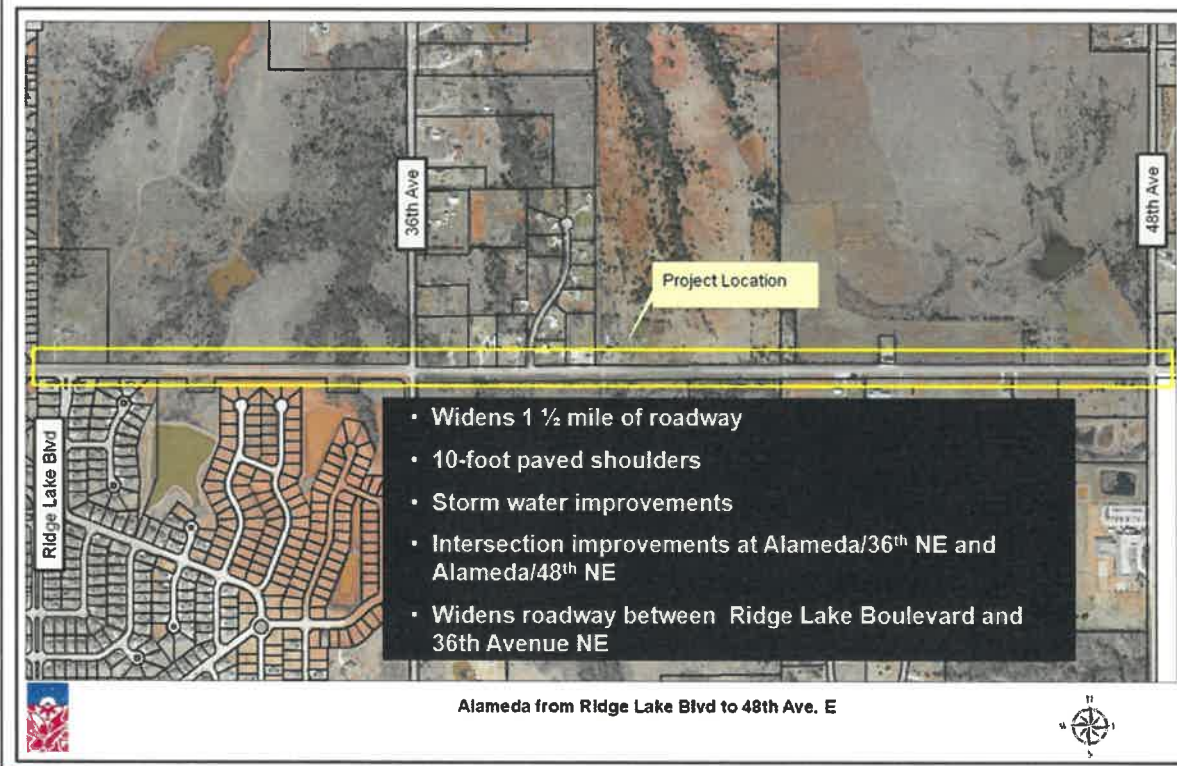 36th Ave
48th Ave
Project Location
Ridge Lake Blvd
• Widens 1 ½ mile of roadway
• 10-foot paved shoulders
• Storm water improvements
• Intersection improvements at Alameda/36th NE and
Alameda/48th NE
• Widens roadway between Ridge Lake Boulevard and
36th Avenue NE
Alameda from Ridge Lake Blvd to 48th Ave. E